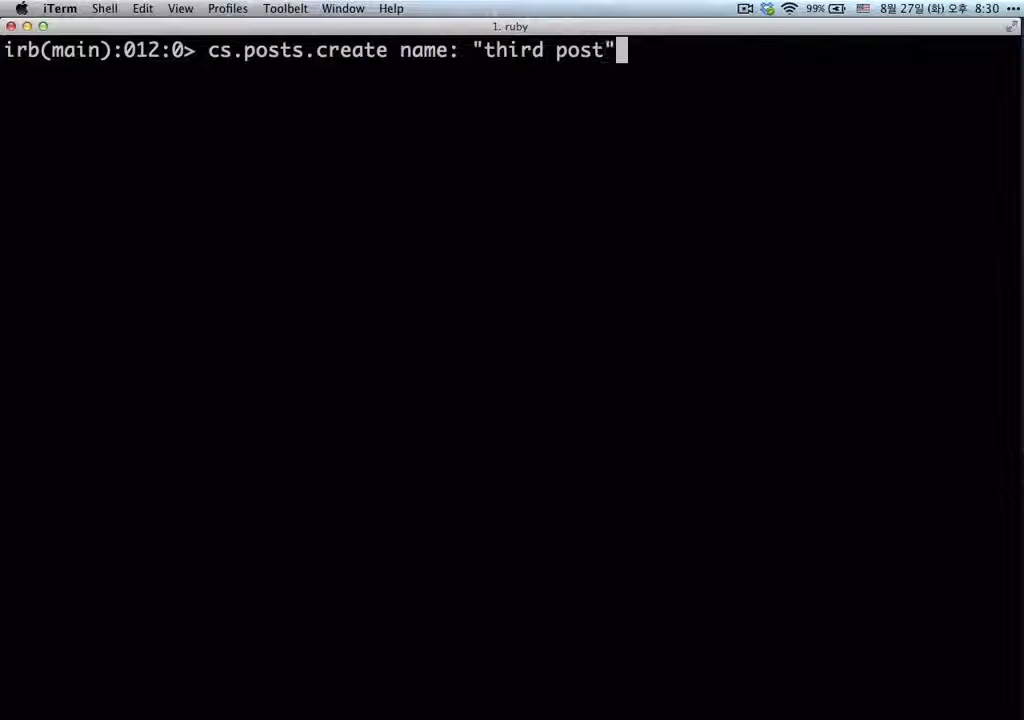 iTerm Shell Edit View Profiles Toolbelt Window Help 99% 8월 27일 (화) 오후 8:30
1. ruby
irb(main):012:0> cs.posts.create name: "third post"